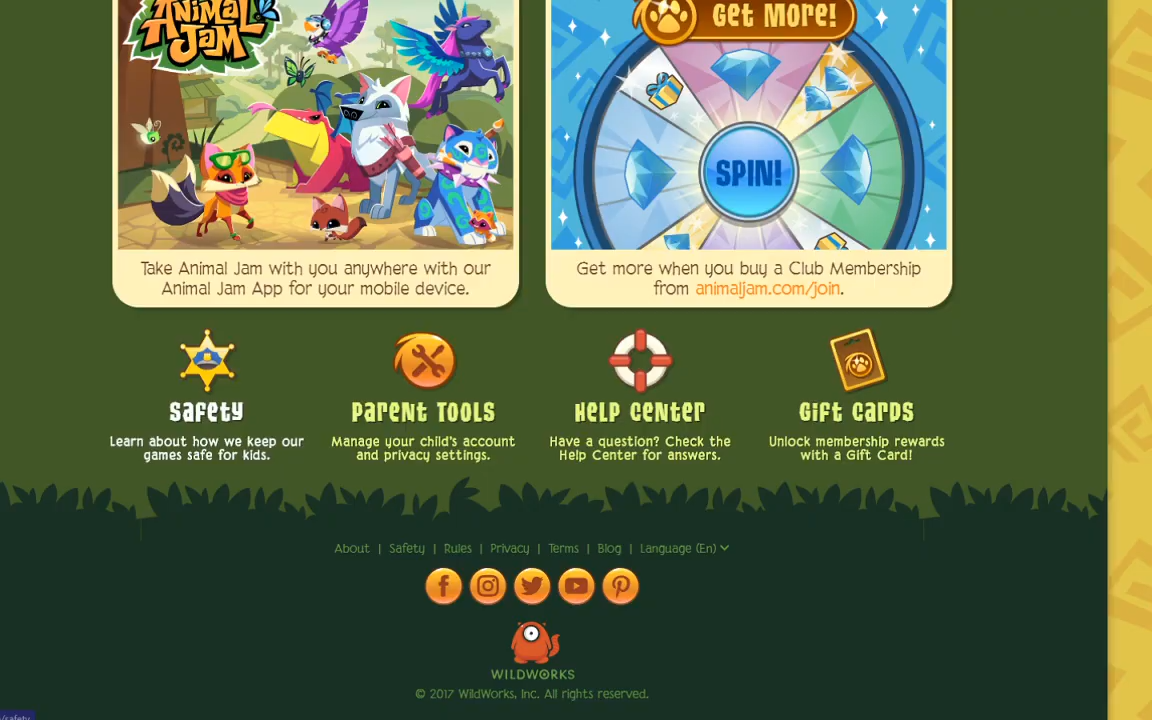 ANIMAL
JAM
GET MORE!
SPIN!
Take Animal Jam with you anywhere with our
Animal Jam App for your mobile device.
Get more when you buy a Club Membership
from animaljam.com/join.
Safety
Learn about how we keep our
games safe for kids.
Parent Tools
Manage your child's account
and privacy settings.
Help Center
Have a question? Check the
Help Center for answers.
Gift Cards
Unlock membership rewards
with a Gift Card!
About | Safety | Rules | Privacy | Terms | Blog | Language (En)
WILDWORKS
© 2017 WildWorks, Inc. All rights reserved.
/safety